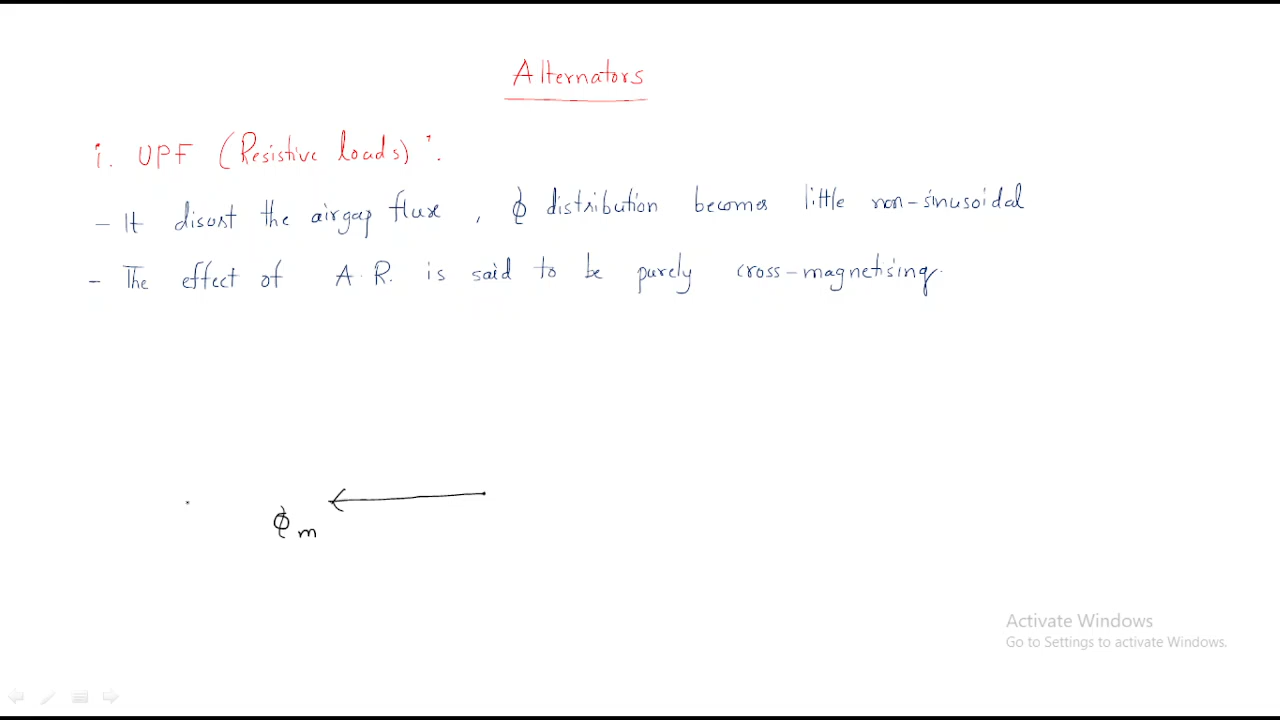 Alternators
i. UPF (Resistive loads) :
- It disort the airgap flux , ϕ distribution becomes little non-sinusoidal
- The effect of A.R. is said to be purely cross-magnetising.
ϕm
Activate Windows
Go to Settings to activate Windows.